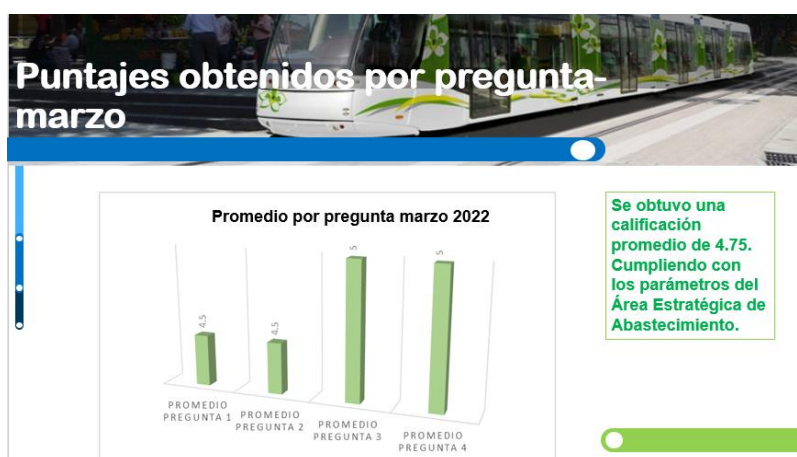 Puntajes obtenidos por pregunta-
marzo
Promedio por pregunta marzo 2022
4.5
4.5
5
5
PROMEDIO
PREGUNTA 1
PROMEDIO
PREGUNTA 2
PROMEDIO
PREGUNTA 3
PROMEDIO
PREGUNTA 4
Se obtuvo una
calificación
promedio de 4.75.
Cumpliendo con
los parámetros del
Área Estratégica de
Abastecimiento.